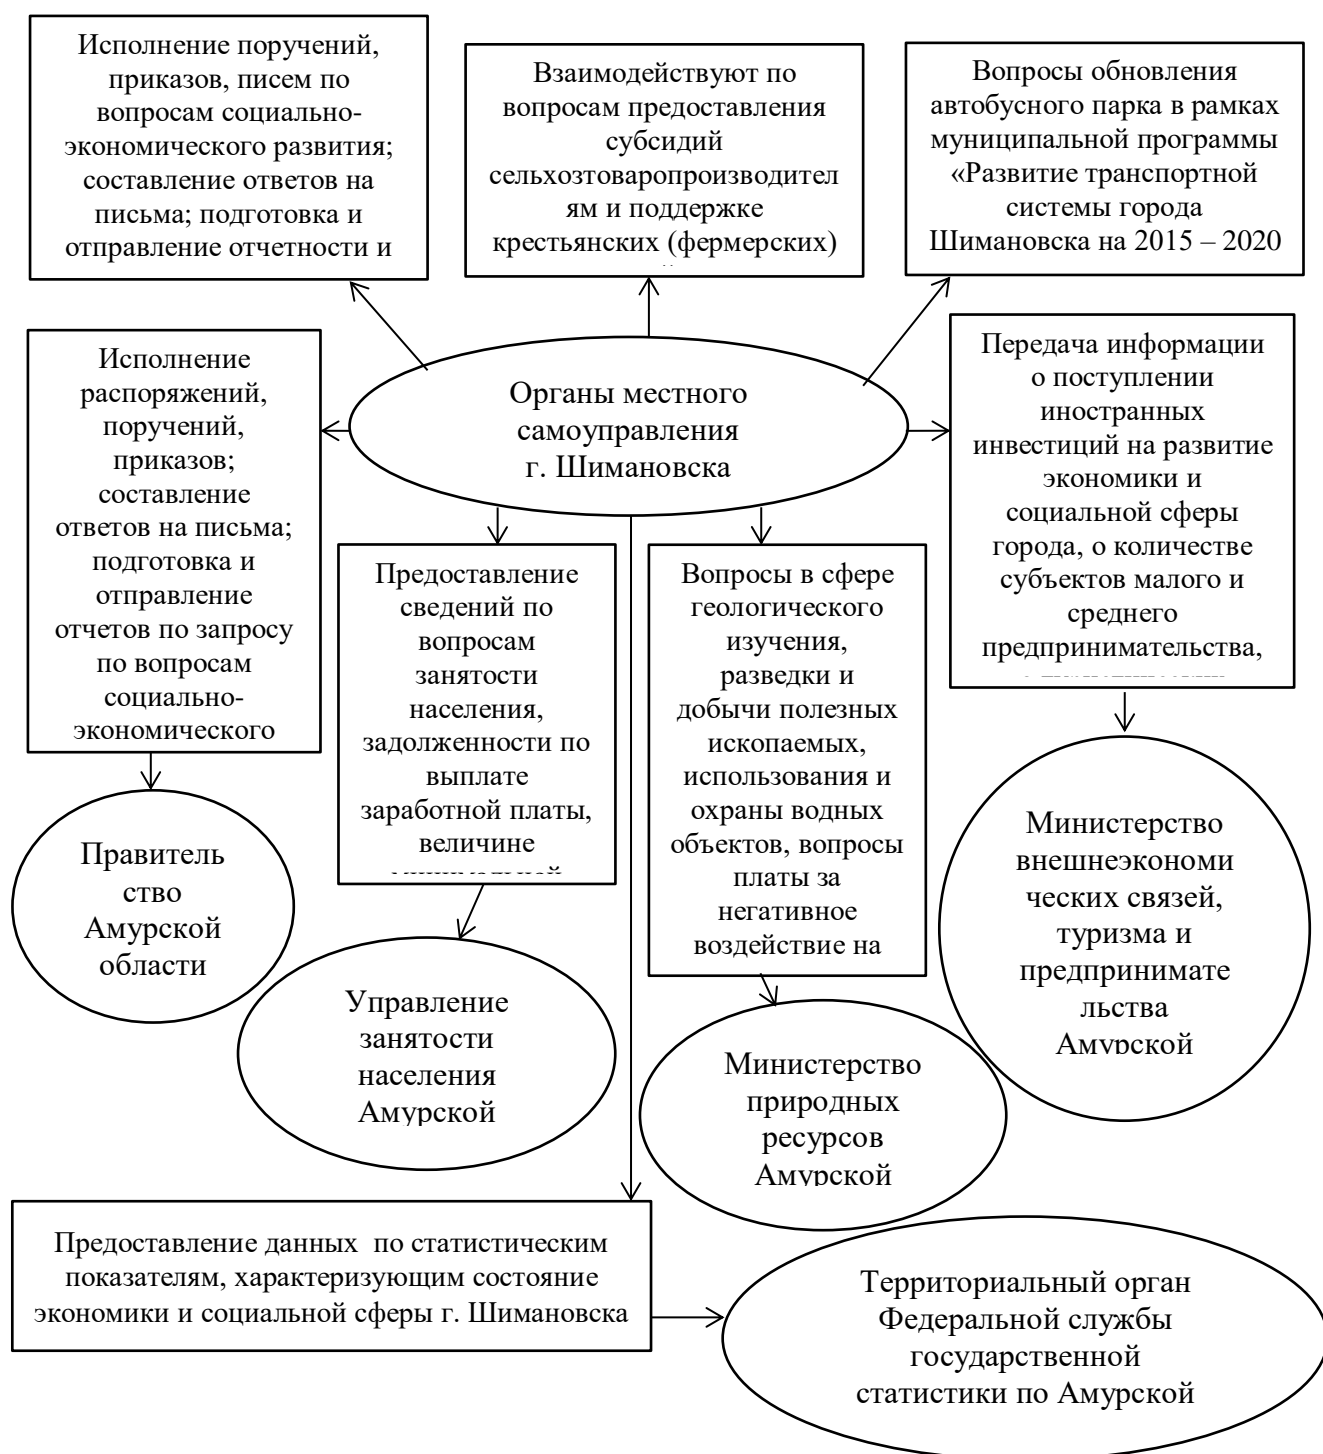 Исполнение поручений,
приказов, писем по
вопросам социально-
экономического развития;
составление ответов на
письма; подготовка и
отправление отчетности и
Взаимодействуют по
вопросам предоставления
субсидий
сельхозтоваропроизводител
ям и поддержке
крестьянских (фермерских)
Вопросы обновления
автобусного парка в рамках
муниципальной программы
«Развитие транспортной
системы города
Шимановска на 2015 – 2020
Органы местного
самоуправления
г. Шимановска
Исполнение
распоряжений,
поручений,
приказов;
составление
ответов на письма;
подготовка и
отправление
отчетов по запросу
по вопросам
социально-
экономического
Предоставление
сведений по
вопросам
занятости
населения,
задолженности по
выплате
заработной платы,
величине
Вопросы в сфере
геологического
изучения,
разведки и
добычи полезных
ископаемых,
использования и
охраны водных
объектов, вопросы
платы за
негативное
воздействие на
Передача информации
о поступлении
иностранных
инвестиций на развитие
экономики и
социальной сферы
города, о количестве
субъектов малого и
среднего
предпринимательства,
Правитель
ство
Амурской
области
Управление
занятости
населения
Амурской
Министерство
природных
ресурсов
Амурской
Министерство
внешнеэкономи
ческих связей,
туризма и
предпринимате
льства
Амурской
Предоставление данных по статистическим
показателям, характеризующим состояние
экономики и социальной сферы г. Шимановска
Территориальный орган
Федеральной службы
государственной
статистики по Амурской